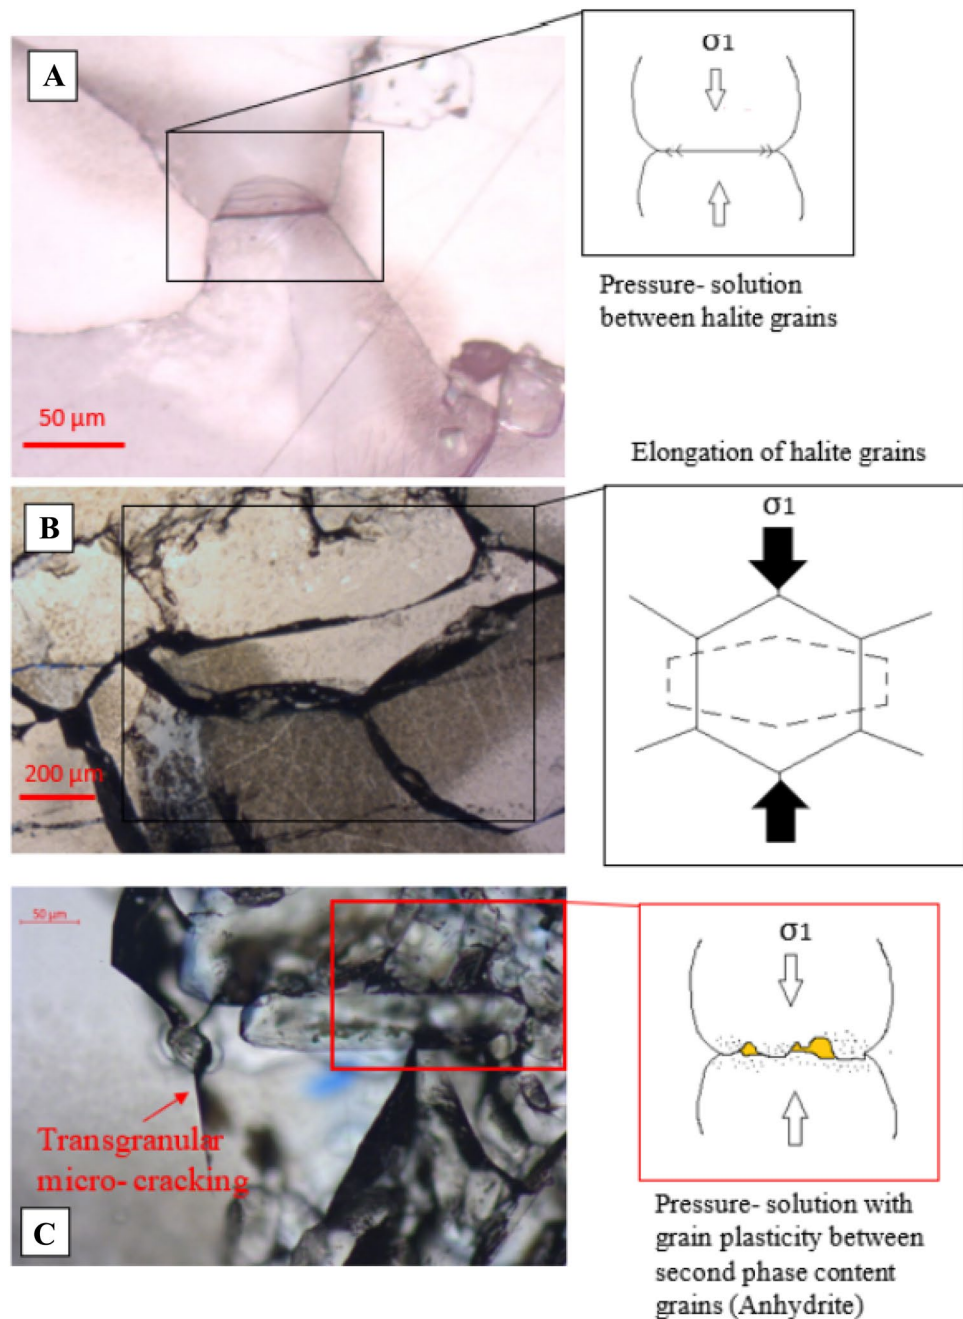 A
σ1
Pressure- solution
between halite grains
50 μm
Elongation of halite grains
B
σ1
200 μm
50 μm
σ1
Transgranular
micro- cracking
C
Pressure- solution with
grain plasticity between
second phase content
grains (Anhydrite)